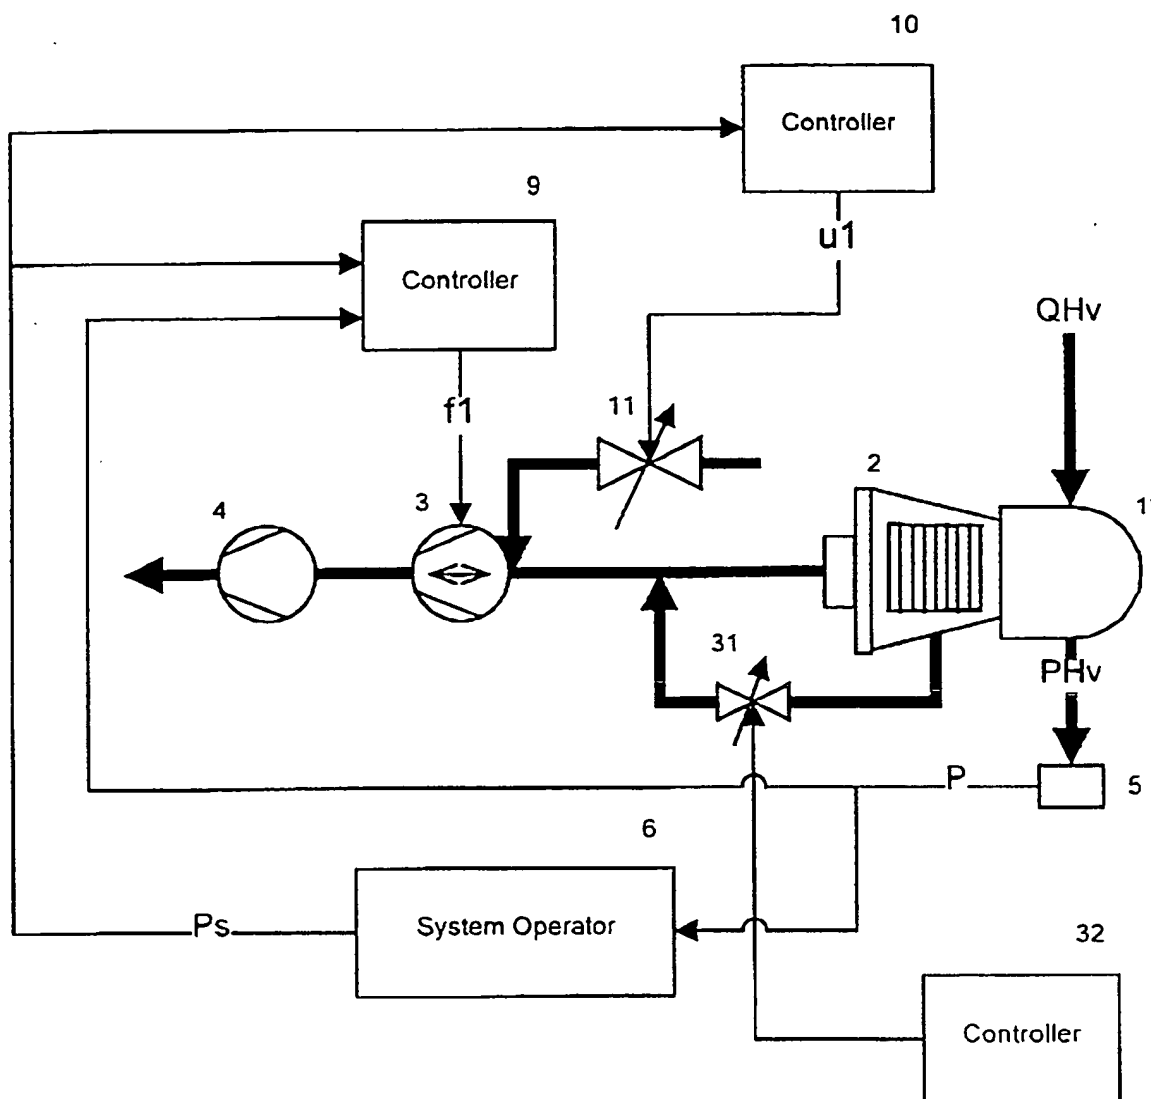 10
Controller
9
u1
Controller
QHv
f1
11
2
4
3
31
PHv
P
5
6
Ps
System Operator
32
Controller